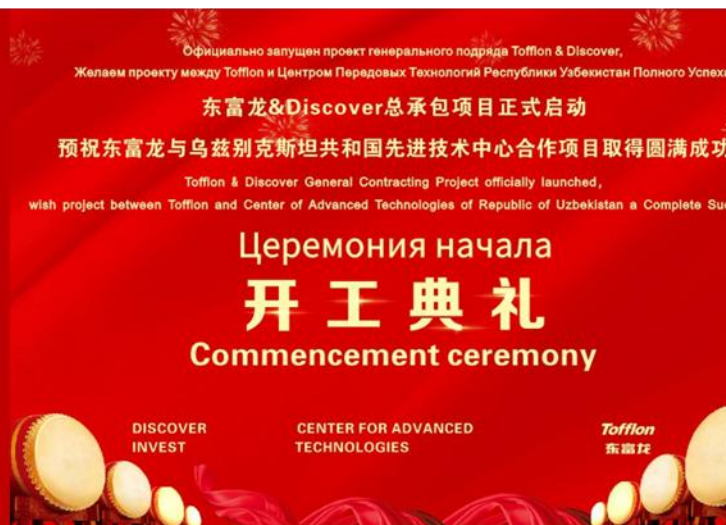 Официально запущен проект генерального подряда Tofflon & Discover,
Желаем проекту между Tofflon и Центром Передовых Технологий Республики Узбекистан Полного
东富龙&Discover总承包项目正式启动
预祝东富龙与乌兹别克斯坦共和国先进技术中心合作项目取得圆满成功
Tofflon & Discover General Contracting Project officially launched,
wish project between Tofflon and Center of Advanced Technologies of Republic of Uzbekistan a Complete
Церемония начала
开工典礼
Commencement ceremony
DISCOVER
INVEST
CENTER FOR ADVANCED
TECHNOLOGIES
Tofflon
东富龙